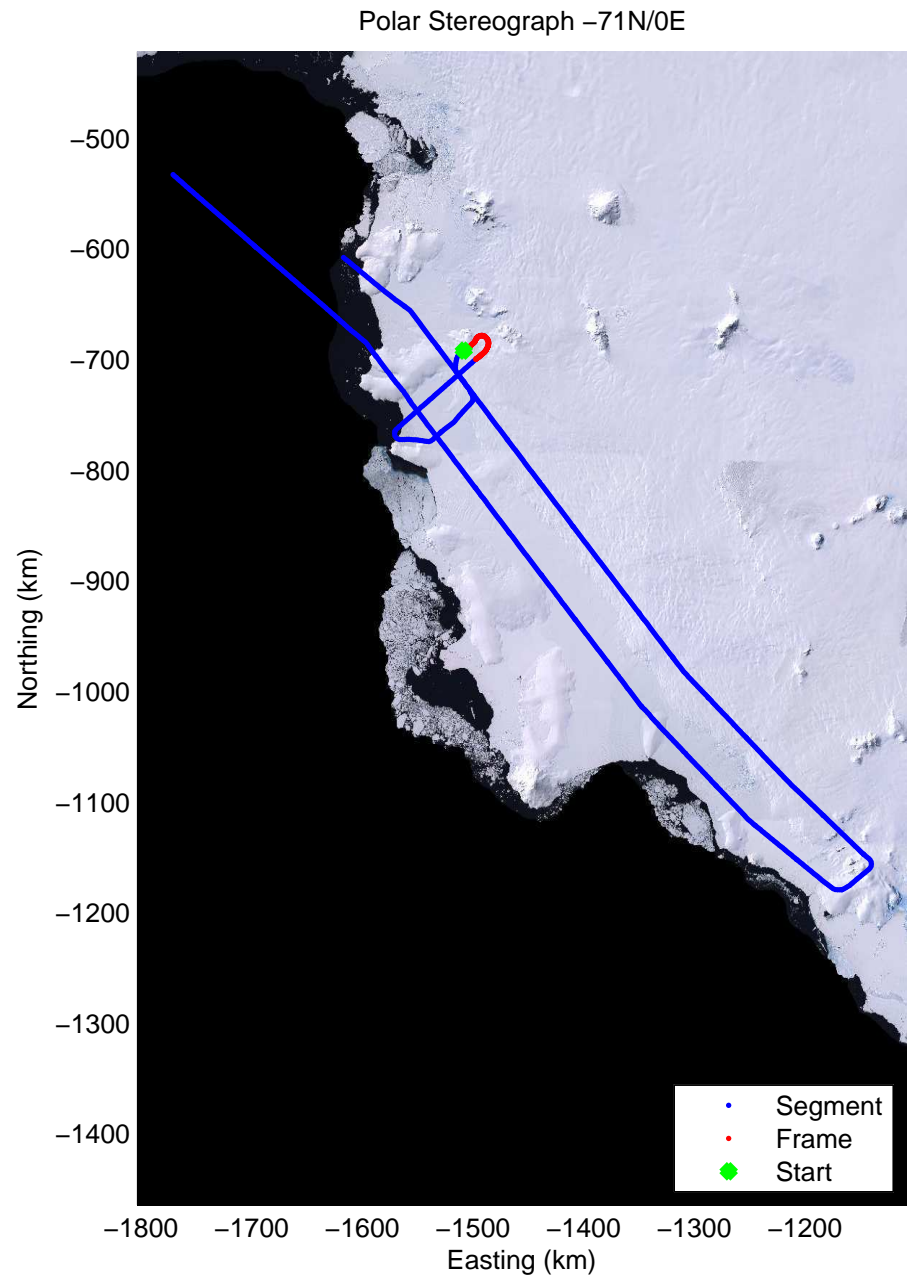 Polar Stereograph −71N/0E
−500
−600
−700
−800
−900
−1000
−1100
−1200
−1300
−1400
Northing (km)
−1800 −1700 −1600 −1500 −1400 −1300 −1200
Easting (km)
Segment
Frame
Start